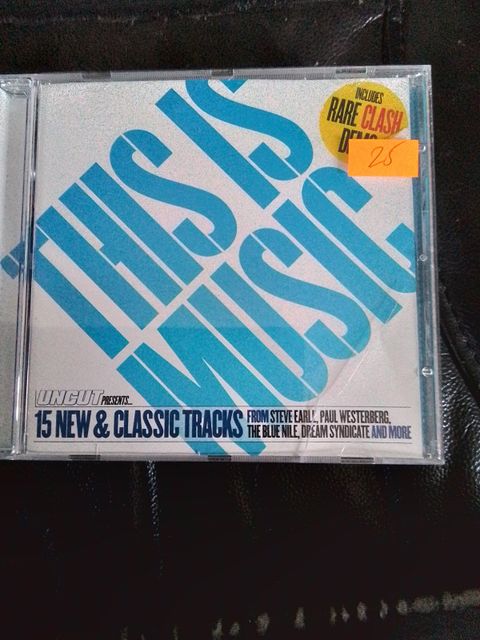 INCLUDES
RARE CLASH
25
THIS IS
MUSIC
UNCUT PRESENTS...
15 NEW & CLASSIC TRACKS
FROM STEVE EARLE, PAUL WESTERBERG,
THE BLUE NILE, DREAM SYNDICATE AND MORE